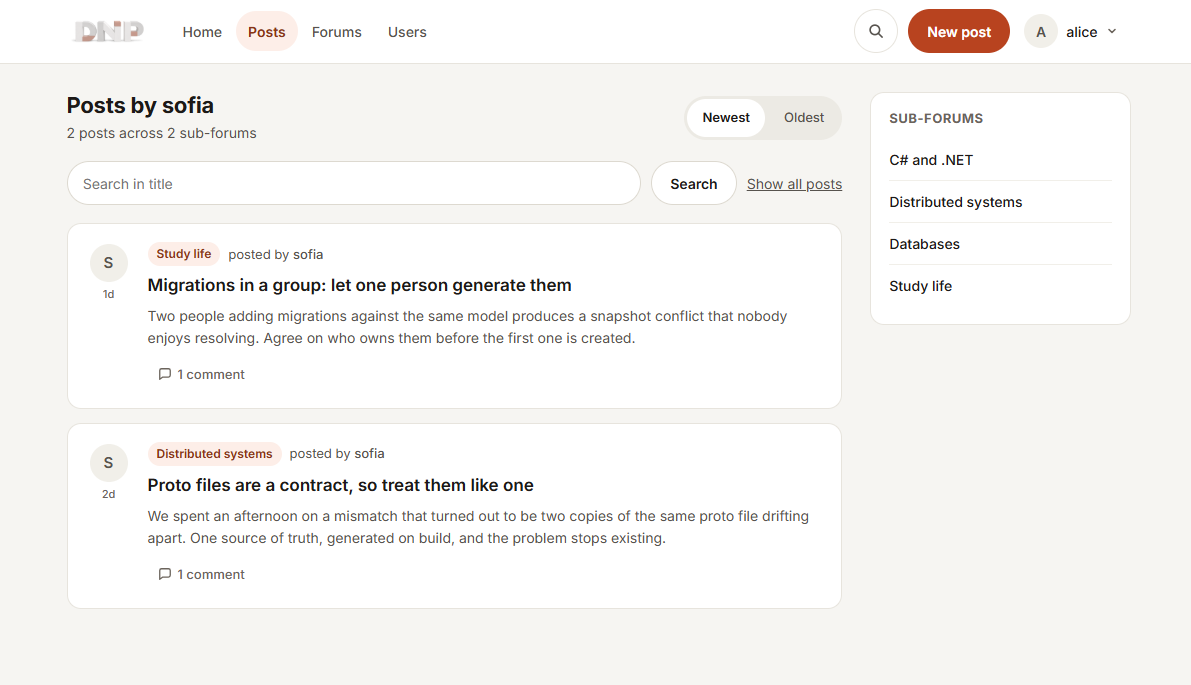 DNP
Home
Posts
Forums
Users
New post
A
alice
Posts by sofia
2 posts across 2 sub-forums
Newest
Oldest
Search in title
Search
Show all posts
S
1d
Study life
posted by sofia
Migrations in a group: let one person generate them
Two people adding migrations against the same model produces a snapshot conflict that nobody
enjoys resolving. Agree on who owns them before the first one is created.
1 comment
S
2d
Distributed systems
posted by sofia
Proto files are a contract, so treat them like one
We spent an afternoon on a mismatch that turned out to be two copies of the same proto file drifting
apart. One source of truth, generated on build, and the problem stops existing.
1 comment
SUB-FORUMS
C# and .NET
Distributed systems
Databases
Study life